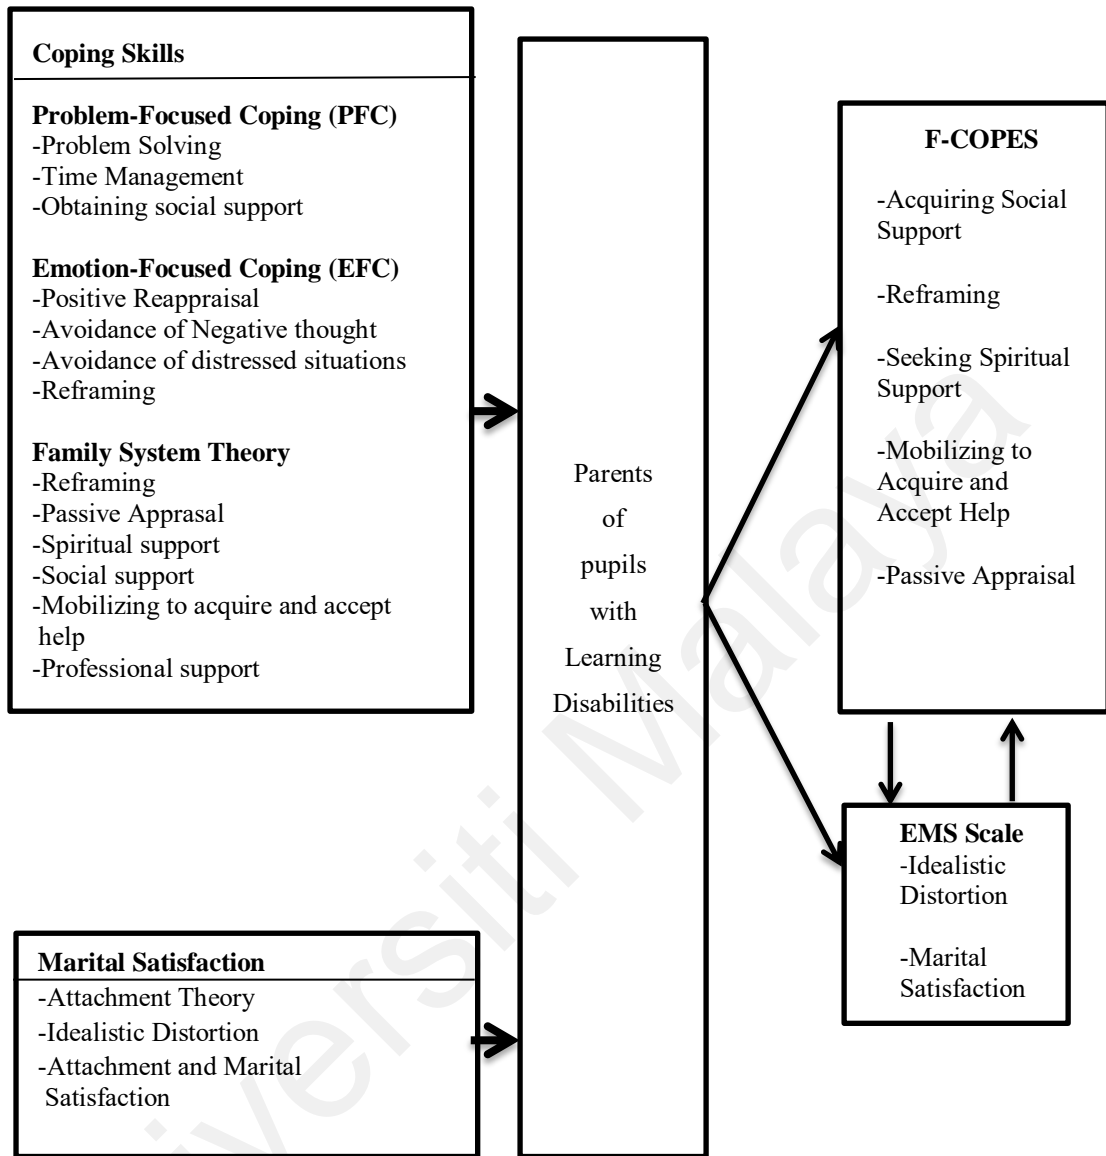 Coping Skills
Problem-Focused Coping (PFC)
-Problem Solving
-Time Management
-Obtaining social support
Emotion-Focused Coping (EFC)
-Positive Reappraisal
-Avoidance of Negative thought
-Avoidance of distressed situations
-Reframing
Family System Theory
-Reframing
-Passive Apprasal
-Spiritual support
-Social support
-Mobilizing to acquire and accept
help
-Professional support
Marital Satisfaction
-Attachment Theory
-Idealistic Distortion
-Attachment and Marital
Satisfaction
Parents
of
pupils
with
Learning
Disabilities
F-COPES
-Acquiring Social
Support
-Reframing
-Seeking Spiritual
Support
-Mobilizing to
Acquire and
Accept Help
-Passive Appraisal
EMS Scale
-Idealistic
Distortion
-Marital
Satisfaction
versiti Malaya